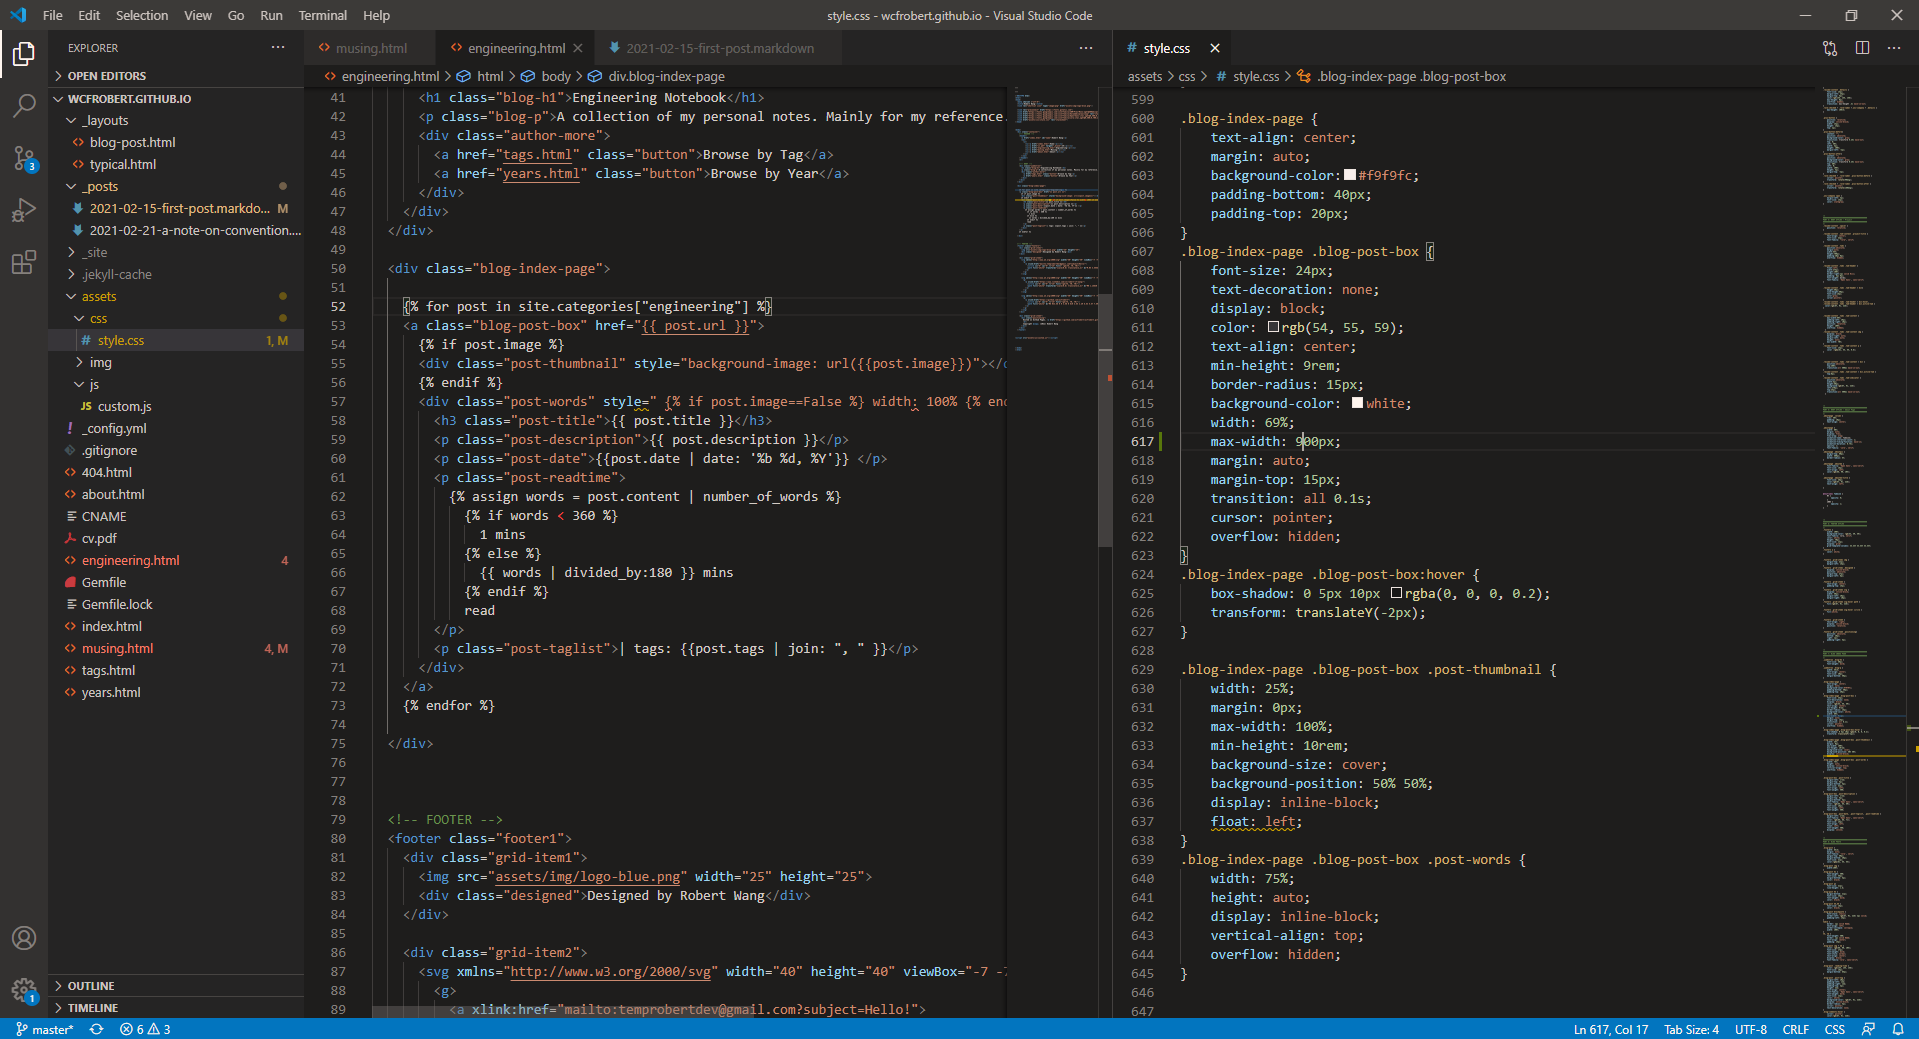 File Edit Selection View Go Run Terminal Help
style.css - wcfrobert.github.io - Visual Studio Code
EXPLORER
OPEN EDITORS
WCFROBERT.GITHUB.IO
_layouts
blog-post.html
typical.html
_posts
2021-02-15-first-post.markdo... M
2021-02-21-a-note-on-convention....
_site
.jekyll-cache
assets
css
# style.css 1, M
img
js
JS custom.js
! _config.yml
.gitignore
404.html
about.html
CNAME
cv.pdf
engineering.html 4
Gemfile
Gemfile.lock
index.html
musing.html 4, M
tags.html
years.html
OUTLINE
TIMELINE
3
1
musing.html
engineering.html
2021-02-15-first-post.markdown
engineering.html > html > body > div.blog-index-page
41 <h1 class="blog-h1">Engineering Notebook</h1>
42 <p class="blog-p">A collection of my personal notes. Mainly for my reference.
43 <div class="author-more">
44 <a href="tags.html" class="button">Browse by Tag</a>
45 <a href="years.html" class="button">Browse by Year</a>
46 </div>
47 </div>
48 </div>
49
50 <div class="blog-index-page">
51
52 {% for post in site.categories["engineering"] %}
53 <a class="blog-post-box" href="{{ post.url }}">
54 {% if post.image %}
55 <div class="post-thumbnail" style="background-image: url({{post.image}})"></
56 {% endif %}
57 <div class="post-words" style=" {% if post.image==False %} width: 100% {% en
58 <h3 class="post-title">{{ post.title }}</h3>
59 <p class="post-description">{{ post.description }}</p>
60 <p class="post-date">{{post.date | date: '%b %d, %Y'}} </p>
61 <p class="post-readtime">
62 {% assign words = post.content | number_of_words %}
63 {% if words < 360 %}
64 1 mins
65 {% else %}
66 {{ words | divided_by:180 }} mins
67 {% endif %}
68 read
69 </p>
70 <p class="post-taglist">| tags: {{post.tags | join: ", " }}</p>
71 </div>
72 </a>
73 {% endfor %}
74
75 </div>
76
77
78
79 <!-- FOOTER -->
80 <footer class="footer1">
81 <div class="grid-item1">
82 <img src="assets/img/logo-blue.png" width="25" height="25">
83 <div class="designed">Designed by Robert Wang</div>
84 </div>
85
86 <div class="grid-item2">
87 <svg xmlns="http://www.w3.org/2000/svg" width="40" height="40" viewBox="-7 -7
88 <g>
89 <a xlink:href="mailto:temprobertdev@gmail.com?subject=Hello!">
# style.css
assets > css > # style.css > .blog-index-page .blog-post-box
599
600 .blog-index-page {
601 text-align: center;
602 margin: auto;
603 background-color: #f9f9fc;
604 padding-bottom: 40px;
605 padding-top: 20px;
606 }
607 .blog-index-page .blog-post-box {
608 font-size: 24px;
609 text-decoration: none;
610 display: block;
611 color: rgb(54, 55, 59);
612 text-align: center;
613 min-height: 9rem;
614 border-radius: 15px;
615 background-color: white;
616 width: 69%;
617 max-width: 900px;
618 margin: auto;
619 margin-top: 15px;
620 transition: all 0.1s;
621 cursor: pointer;
622 overflow: hidden;
623 }
624 .blog-index-page .blog-post-box:hover {
625 box-shadow: 0 5px 10px rgba(0, 0, 0, 0.2);
626 transform: translateY(-2px);
627 }
628
629 .blog-index-page .blog-post-box .post-thumbnail {
630 width: 25%;
631 margin: 0px;
632 max-width: 100%;
633 min-height: 10rem;
634 background-size: cover;
635 background-position: 50% 50%;
636 display: inline-block;
637 float: left;
638 }
639 .blog-index-page .blog-post-box .post-words {
640 width: 75%;
641 height: auto;
642 display: inline-block;
643 vertical-align: top;
644 overflow: hidden;
645 }
646
647
master* 6 3
Ln 617, Col 17 Tab Size: 4 UTF-8 CRLF CSS